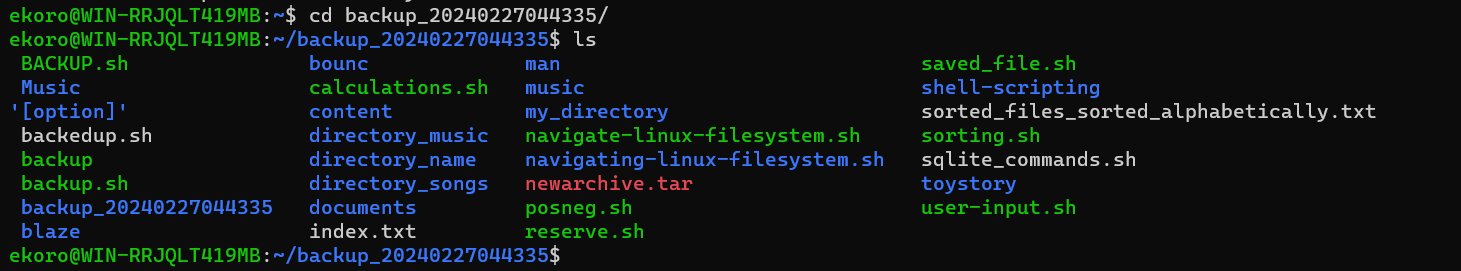 ekoro@WIN-RRJQLT419MB:~$ cd backup_20240227044335/
ekoro@WIN-RRJQLT419MB:~/backup_20240227044335$ ls
 BACKUP.sh               bounc              man                              saved_file.sh
 Music                   calculations.sh    music                            shell-scripting
'[option]'               content            my_directory                     sorted_files_sorted_alphabetically.txt
 backedup.sh             directory_music    navigate-linux-filesystem.sh     sorting.sh
 backup                  directory_name     navigating-linux-filesystem.sh   sqlite_commands.sh
 backup.sh               directory_songs    newarchive.tar                   toystory
 backup_20240227044335   documents          posneg.sh                        user-input.sh
 blaze                   index.txt          reserve.sh
ekoro@WIN-RRJQLT419MB:~/backup_20240227044335$